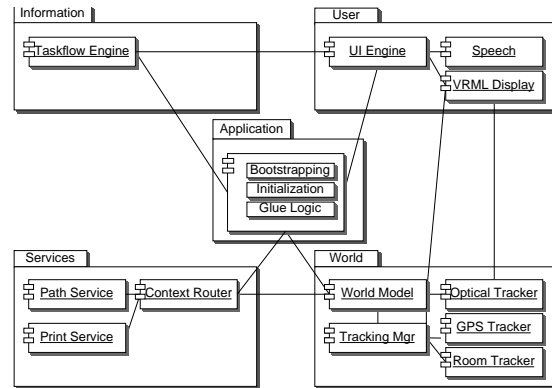 Information
User
Taskflow Engine
UI Engine
Speech
VRML Display
Application
Bootstrapping
Initialization
Glue Logic
Services
World
Path Service
Context Router
World Model
Optical Tracker
Print Service
Tracking Mgr
GPS Tracker
Room Tracker